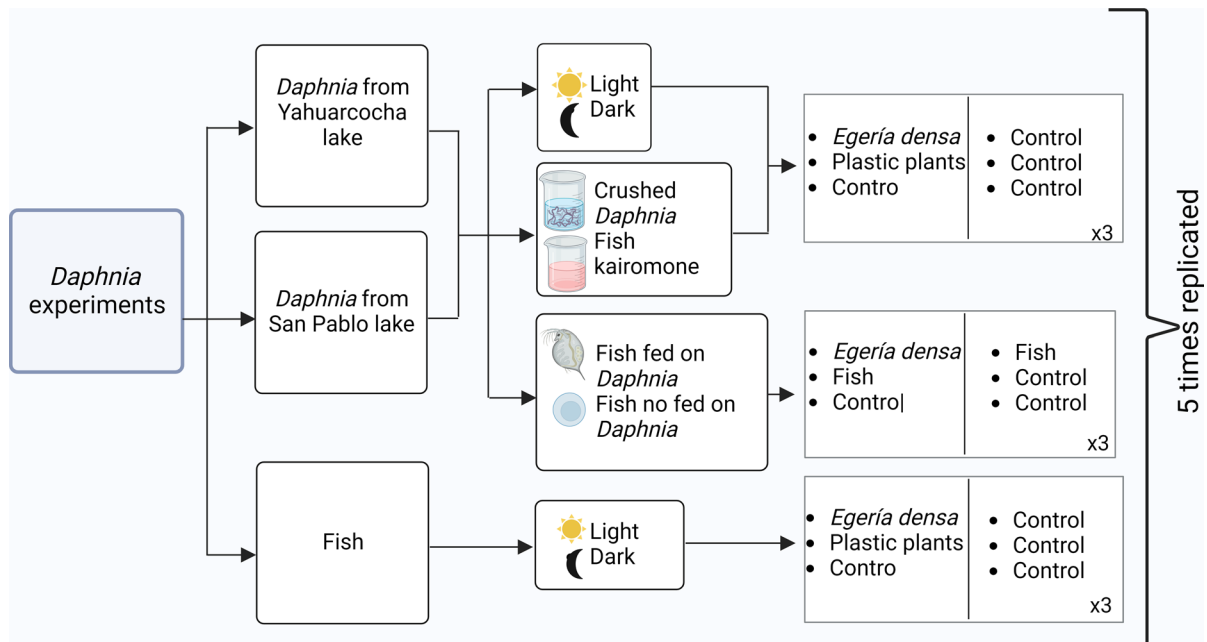 Daphnia
experiments
Daphnia from
Yahuarcocha
lake
Daphnia from
San Pablo lake
Fish
Light
Dark
Crushed
Daphnia
Fish
kairomone
Fish fed on
Daphnia
Fish no fed on
Daphnia
Light
Dark
• Egería densa
• Plastic plants
• Contro
• Control
• Control
• Control
x3
• Egería densa
• Fish
• Control|
• Fish
• Control
• Control
x3
• Egería densa
• Plastic plants
• Contro
• Control
• Control
• Control
x3
5 times replicated